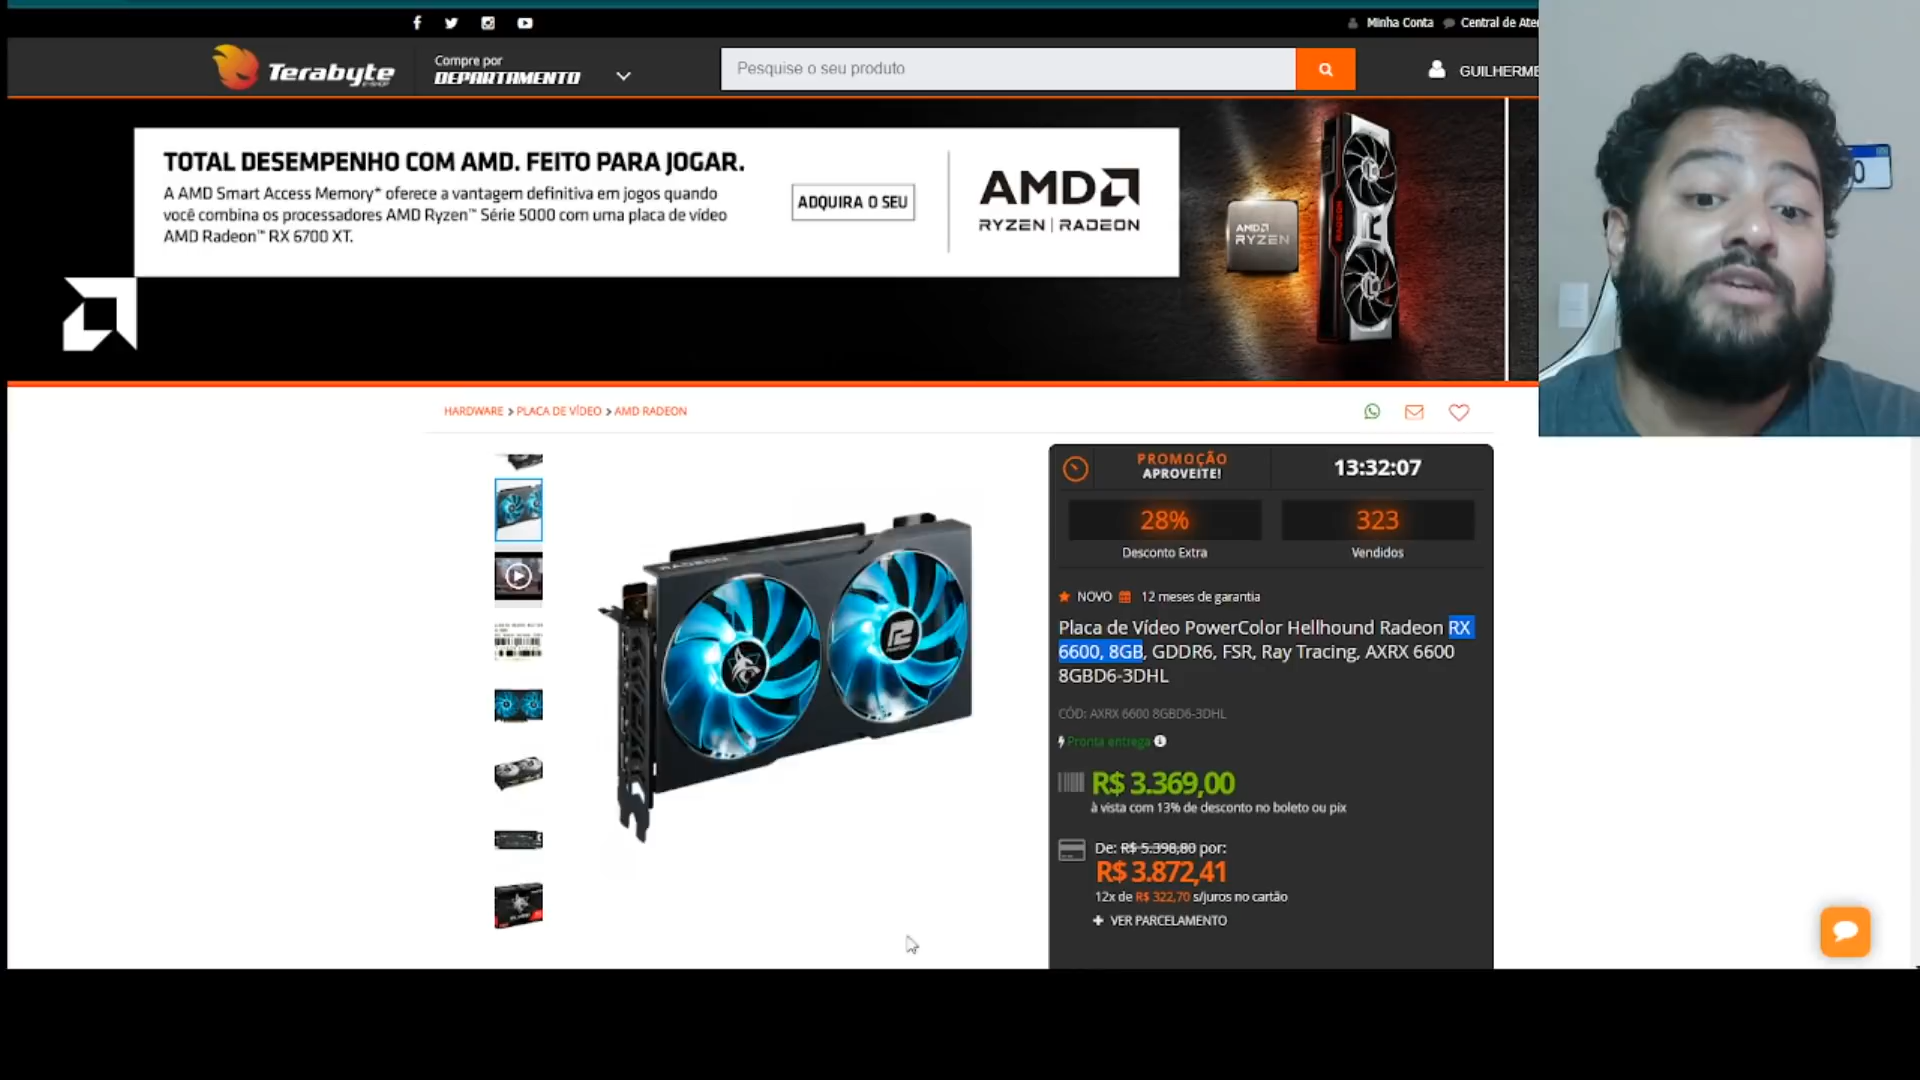 Minha Conta
Central de Ate
Terabyte
Compre por
DEPARTAMENTO
Pesquise o seu produto
GUILHERME
TOTAL DESEMPENHO COM AMD. FEITO PARA JOGAR.
A AMD Smart Access Memory* oferece a vantagem definitiva em jogos quando
você combina os processadores AMD Ryzen™ Série 5000 com uma placa de vídeo
AMD Radeon™ RX 6700 XT.
ADQUIRA O SEU
AMD
RYZEN | RADEON
AMD
RYZEN
RADEON
HARDWARE > PLACA DE VÍDEO > AMD RADEON
PROMOÇÃO
APROVEITE!
13:32:07
28%
Desconto Extra
323
Vendidos
NOVO 12 meses de garantia
Placa de Vídeo PowerColor Hellhound Radeon RX
6600, 8GB, GDDR6, FSR, Ray Tracing, AXRX 6600
8GBD6-3DHL
CÓD: AXRX 6600 8GBD6-3DHL
Pronta entrega
R$ 3.369,00
à vista com 13% de desconto no boleto ou pix
De: R$ 5.398,80 por:
R$ 3.872,41
12x de R$ 322,70 s/juros no cartão
+ VER PARCELAMENTO